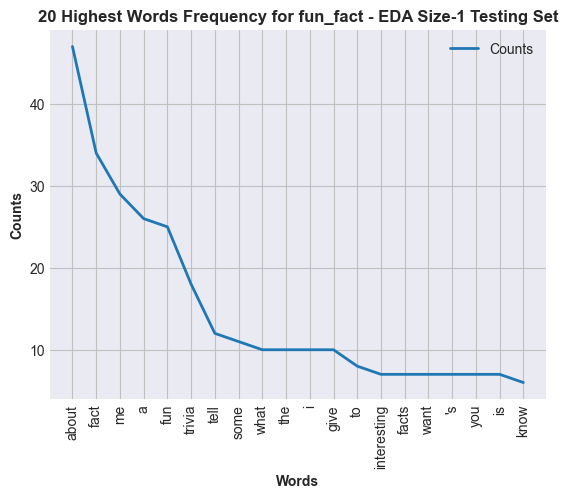 20 Highest Words Frequency for fun_fact - EDA Size-1 Testing Set
Counts
Counts
40
30
20
10
about
fact
me
a
fun
trivia
tell
some
what
the
i
give
to
interesting
facts
want
's
you
is
know
Words